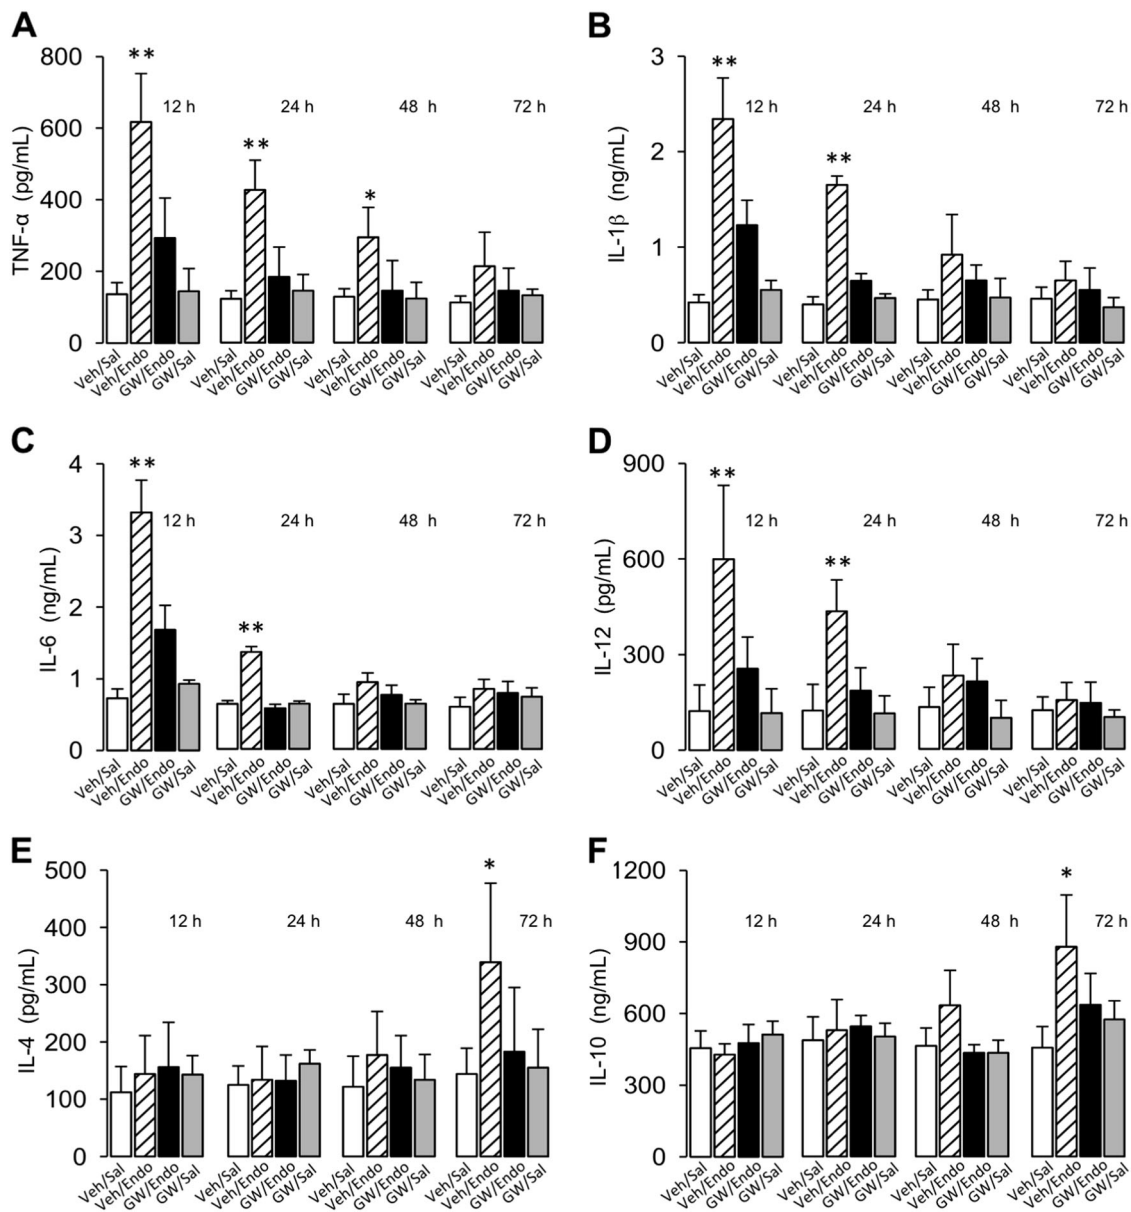 A
TNF-α (pg/mL)
800
600
400
200
0
** ** *
12 h 24 h 48 h 72 h
Veh/Sal Veh/Endo GW/Endo GW/Sal Veh/Sal Veh/Endo GW/Endo GW/Sal Veh/Sal Veh/Endo GW/Endo GW/Sal Veh/Sal Veh/Endo GW/Endo GW/Sal
B
IL-1β (ng/mL)
3
2
1
0
** **
12 h 24 h 48 h 72 h
Veh/Sal Veh/Endo GW/Endo GW/Sal Veh/Sal Veh/Endo GW/Endo GW/Sal Veh/Sal Veh/Endo GW/Endo GW/Sal Veh/Sal Veh/Endo GW/Endo GW/Sal
C
IL-6 (ng/mL)
4
3
2
1
0
** **
12 h 24 h 48 h 72 h
Veh/Sal Veh/Endo GW/Endo GW/Sal Veh/Sal Veh/Endo GW/Endo GW/Sal Veh/Sal Veh/Endo GW/Endo GW/Sal Veh/Sal Veh/Endo GW/Endo GW/Sal
D
IL-12 (pg/mL)
900
600
300
0
** **
12 h 24 h 48 h 72 h
Veh/Sal Veh/Endo GW/Endo GW/Sal Veh/Sal Veh/Endo GW/Endo GW/Sal Veh/Sal Veh/Endo GW/Endo GW/Sal Veh/Sal Veh/Endo GW/Endo GW/Sal
E
IL-4 (pg/mL)
500
400
300
200
100
0
*
12 h 24 h 48 h 72 h
Veh/Sal Veh/Endo GW/Endo GW/Sal Veh/Sal Veh/Endo GW/Endo GW/Sal Veh/Sal Veh/Endo GW/Endo GW/Sal Veh/Sal Veh/Endo GW/Endo GW/Sal
F
IL-10 (ng/mL)
1200
900
600
300
0
*
12 h 24 h 48 h 72 h
Veh/Sal Veh/Endo GW/Endo GW/Sal Veh/Sal Veh/Endo GW/Endo GW/Sal Veh/Sal Veh/Endo GW/Endo GW/Sal Veh/Sal Veh/Endo GW/Endo GW/Sal